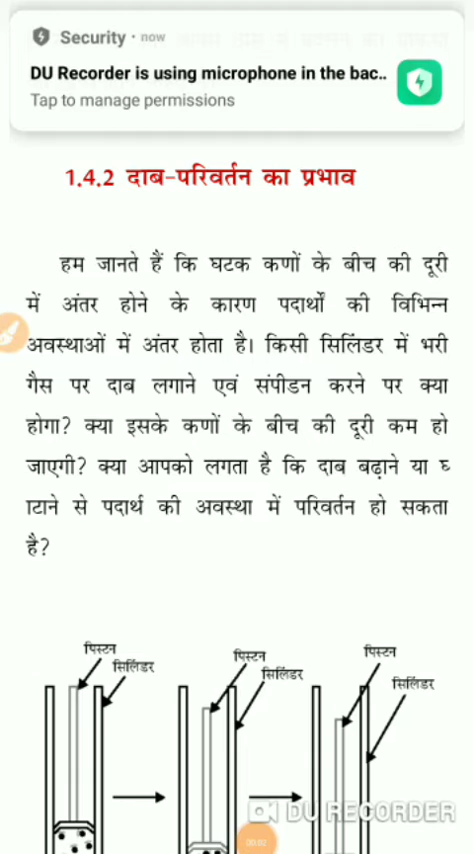 Security · now
DU Recorder is using microphone in the bac..
Tap to manage permissions
1.4.2 दाब-परिवर्तन का प्रभाव
हम जानते हैं कि घटक कणों के बीच की दूरी
में अंतर होने के कारण पदार्थों की विभिन्न
अवस्थाओं में अंतर होता है। किसी सिलिंडर में भरी
गैस पर दाब लगाने एवं संपीडन करने पर क्या
होगा? क्या इसके कणों के बीच की दूरी कम हो
जाएगी? क्या आपको लगता है कि दाब बढ़ाने या घ
ाटाने से पदार्थ की अवस्था में परिवर्तन हो सकता
है?
पिस्टन
सिलिंडर
पिस्टन
सिलिंडर
पिस्टन
सिलिंडर
DU RECORDER